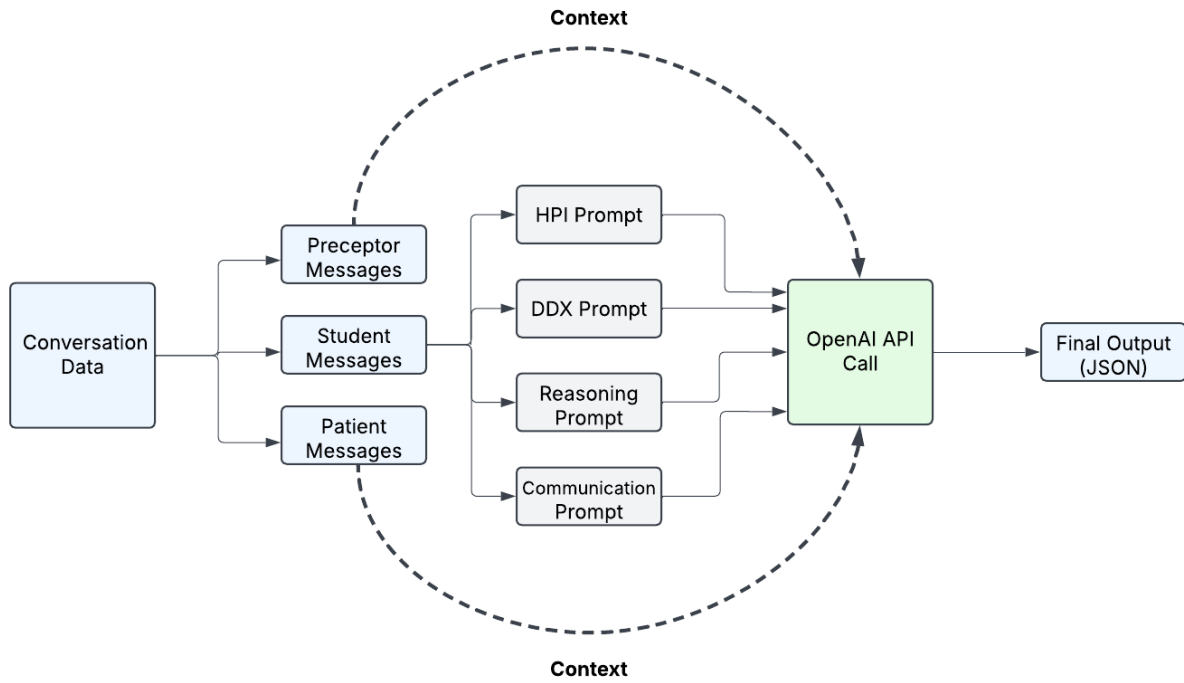 Context
Preceptor
Messages
Conversation
Data
Student
Messages
Patient
Messages
HPI Prompt
DDX Prompt
Reasoning
Prompt
Communication
Prompt
OpenAI API
Call
Final Output
(JSON)
Context